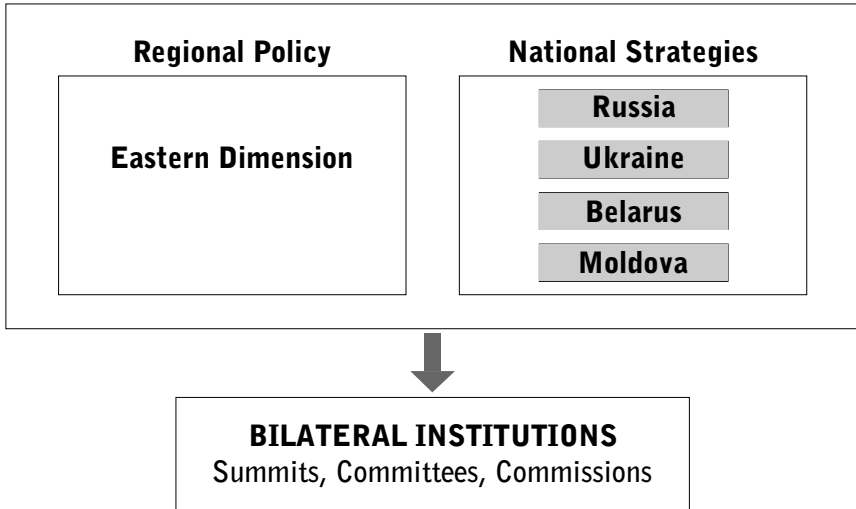 Regional Policy
Eastern Dimension
National Strategies
Russia
Ukraine
Belarus
Moldova
BILATERAL INSTITUTIONS
Summits, Committees, Commissions